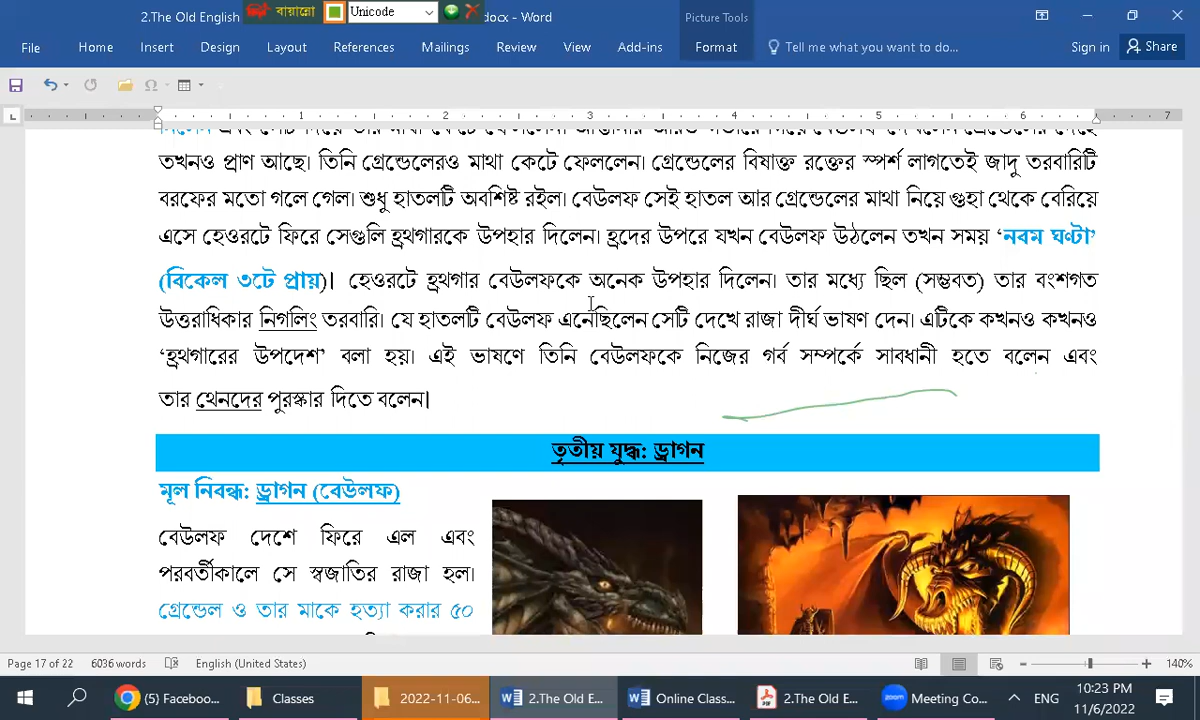 2.The Old English
বায়ান্নো
Unicode
.docx - Word
Picture Tools
File
Home
Insert
Design
Layout
References
Mailings
Review
View
Add-ins
Format
Tell me what you want to do...
Sign in
Share
1 2 3 4 5 6 7
তখনও প্রাণ আছে। তিনি গ্রেন্ডেলেরও মাথা কেটে ফেললেন। গ্রেন্ডেলের বিষাক্ত রক্তের স্পর্শ লাগতেই জাদু তরবারিটি
বরফের মতো গলে গেল। শুধু হাতলটি অবশিষ্ট রইল। বেউলফ সেই হাতল আর গ্রেন্ডেলের মাথা নিয়ে গুহা থেকে বেরিয়ে
এসে হেওরটে ফিরে সেগুলি হ্রথগারকে উপহার দিলেন। হ্রদের উপরে যখন বেউলফ উঠলেন তখন সময় ‘নবম ঘণ্টা’
(বিকেল ৩টে প্রায়)। হেওরটে হ্রথগার বেউলফকে অনেক উপহার দিলেন। তার মধ্যে ছিল (সম্ভবত) তার বংশগত
উত্তরাধিকার নিগলিং তরবারি। যে হাতলটি বেউলফ এনেছিলেন সেটি দেখে রাজা দীর্ঘ ভাষণ দেন। এটিকে কখনও কখনও
‘হ্রথগারের উপদেশ’ বলা হয়। এই ভাষণে তিনি বেউলফকে নিজের গর্ব সম্পর্কে সাবধানী হতে বলেন এবং
তার থেনদের পুরস্কার দিতে বলেন।
তৃতীয় যুদ্ধ: ড্রাগন
মূল নিবন্ধ: ড্রাগন (বেউলফ)
বেউলফ দেশে ফিরে এল এবং
পরবর্তীকালে সে স্বজাতির রাজা হল।
গ্রেন্ডেল ও তার মাকে হত্যা করার ৫০
Page 17 of 22
6036 words
English (United States)
140%
(5) Faceboo...
Classes
2022-11-06...
2.The Old E...
Online Class...
2.The Old E...
Meeting Co...
ENG
10:23 PM
11/6/2022